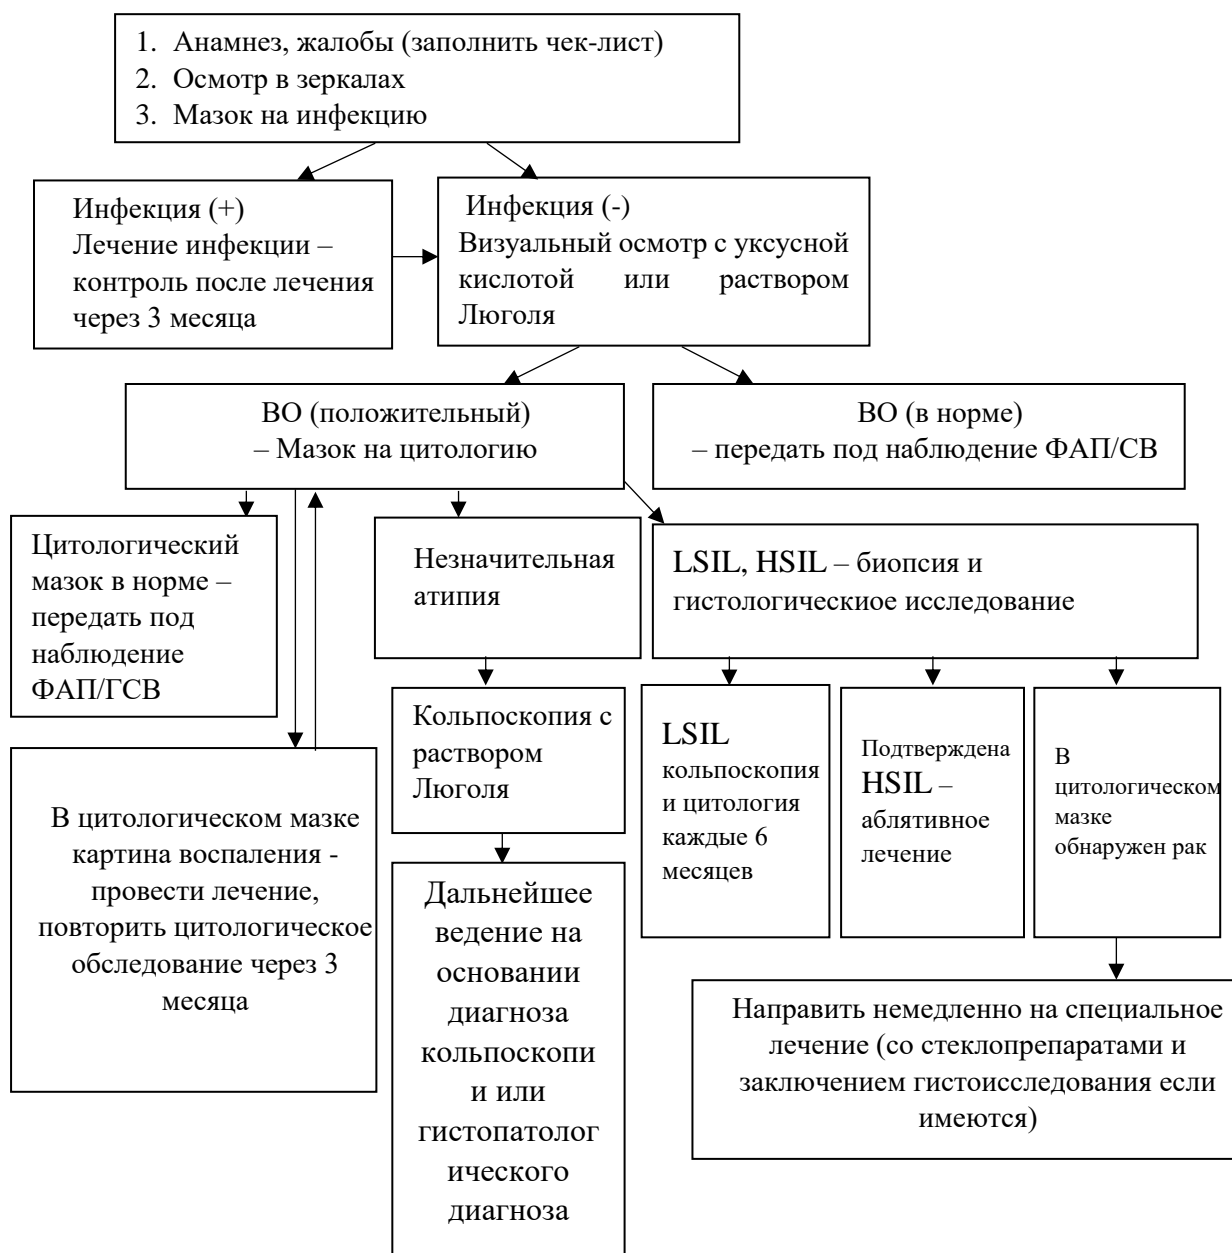 1. Анамнез, жалобы (заполнить чек-лист)
2. Осмотр в зеркалах
3. Мазок на инфекцию
Инфекция (+)
Лечение инфекции –
контроль после лечения
через 3 месяца
Инфекция (-)
Визуальный осмотр с уксусной
кислотой или раствором
Люголя
ВО (положительный)
– Мазок на цитологию
ВО (в норме)
– передать под наблюдение ФАП/СВ
Цитологический
мазок в норме –
передать под
наблюдение
ФАП/ГСВ
Незначительная
атипия
LSIL, HSIL – биопсия и
гистологическиое исследование
Кольпоскопия с
раствором
Люголя
LSIL
кольпоскопия
и цитология
каждые 6
месяцев
Подтверждена
HSIL –
аблятивное
лечение
В
цитологическом
мазке
обнаружен рак
В цитологическом мазке
картина воспаления -
провести лечение,
повторить цитологическое
обследование через 3
месяца
Дальнейшее
ведение на
основании
диагноза
кольпоскопи
и или
гистопатолог
ического
диагноза
Направить немедленно на специальное
лечение (со стеклопрепаратами и
заключением гистоисследования если
имеются)